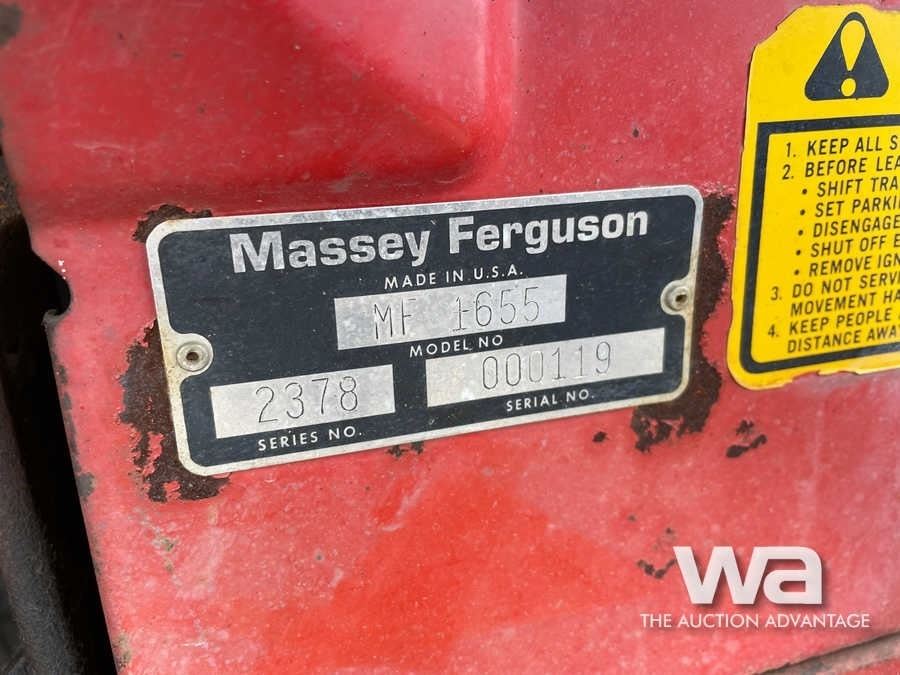 Massey Ferguson
MADE IN U.S.A.
MF 1655
MODEL NO
2378
000119
SERIES NO.
SERIAL NO.
1. KEEP ALL S
2. BEFORE LEA
• SHIFT TRA
• SET PARKI
• DISENGAGE
• SHUT OFF E
• REMOVE IGN
3. DO NOT SERV
MOVEMENT HA
4. KEEP PEOPLE
DISTANCE AWAY
wa
THE AUCTION ADVANTAGE